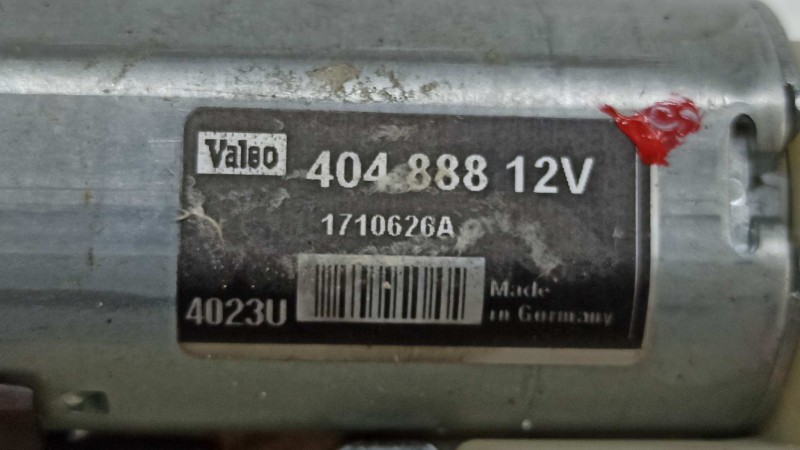 Valeo 404 888 12V
1710626A
4023U
Made
in Germany